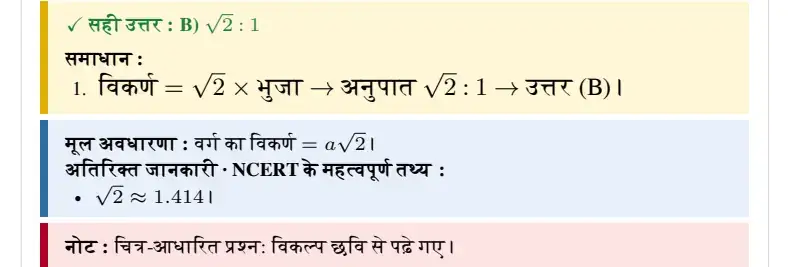 ✓ सही उत्तर : B) √2 : 1
समाधान :
1. विकर्ण = √2 × भुजा → अनुपात √2 : 1 → उत्तर (B)।
मूल अवधारणा : वर्ग का विकर्ण = a√2।
अतिरिक्त जानकारी · NCERT के महत्वपूर्ण तथ्य :
• √2 ≈ 1.414।
नोट : चित्र-आधारित प्रश्न: विकल्प छवि से पढ़े गए।